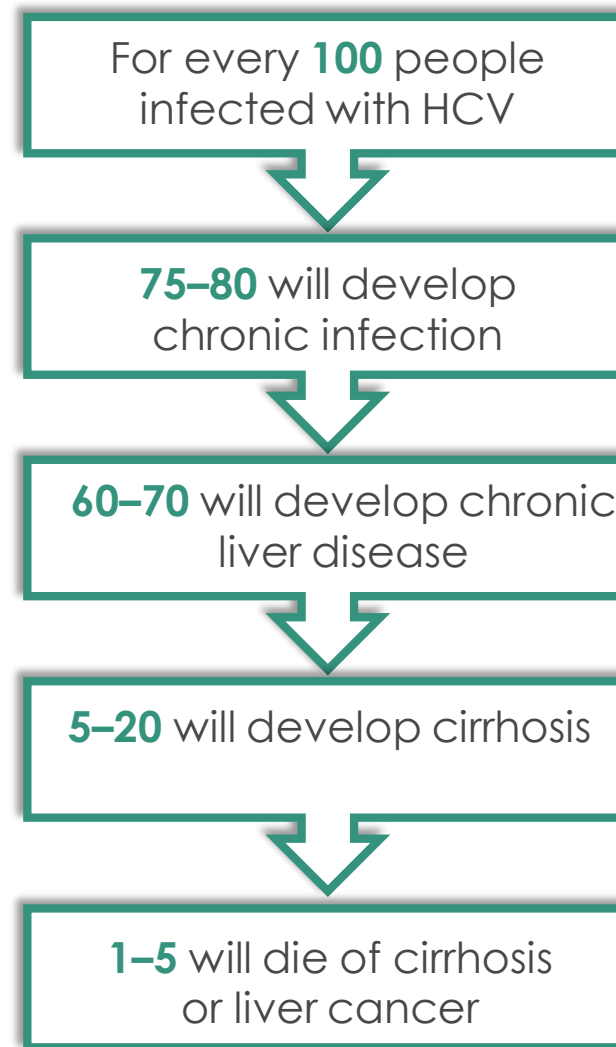 For every 100 people
infected with HCV
75–80 will develop
chronic infection
60–70 will develop chronic
liver disease
5–20 will develop cirrhosis
1–5 will die of cirrhosis
or liver cancer